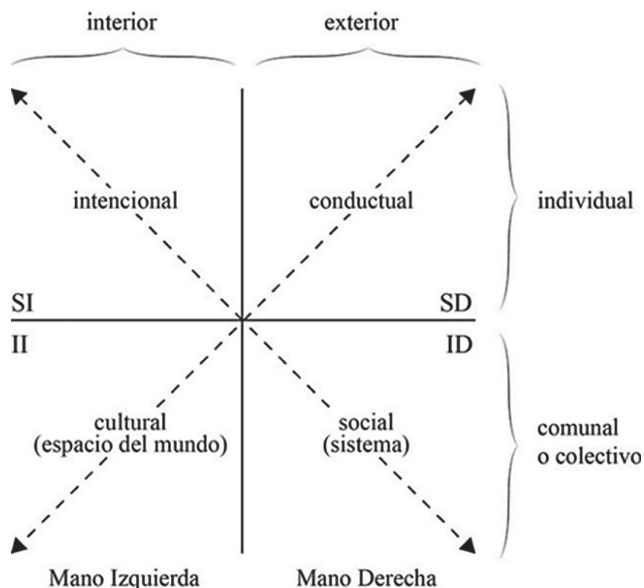 interior
exterior
intencional
conductual
individual
SI
SD
II
ID
cultural
(espacio del mundo)
social
(sistema)
comunal
o colectivo
Mano Izquierda
Mano Derecha